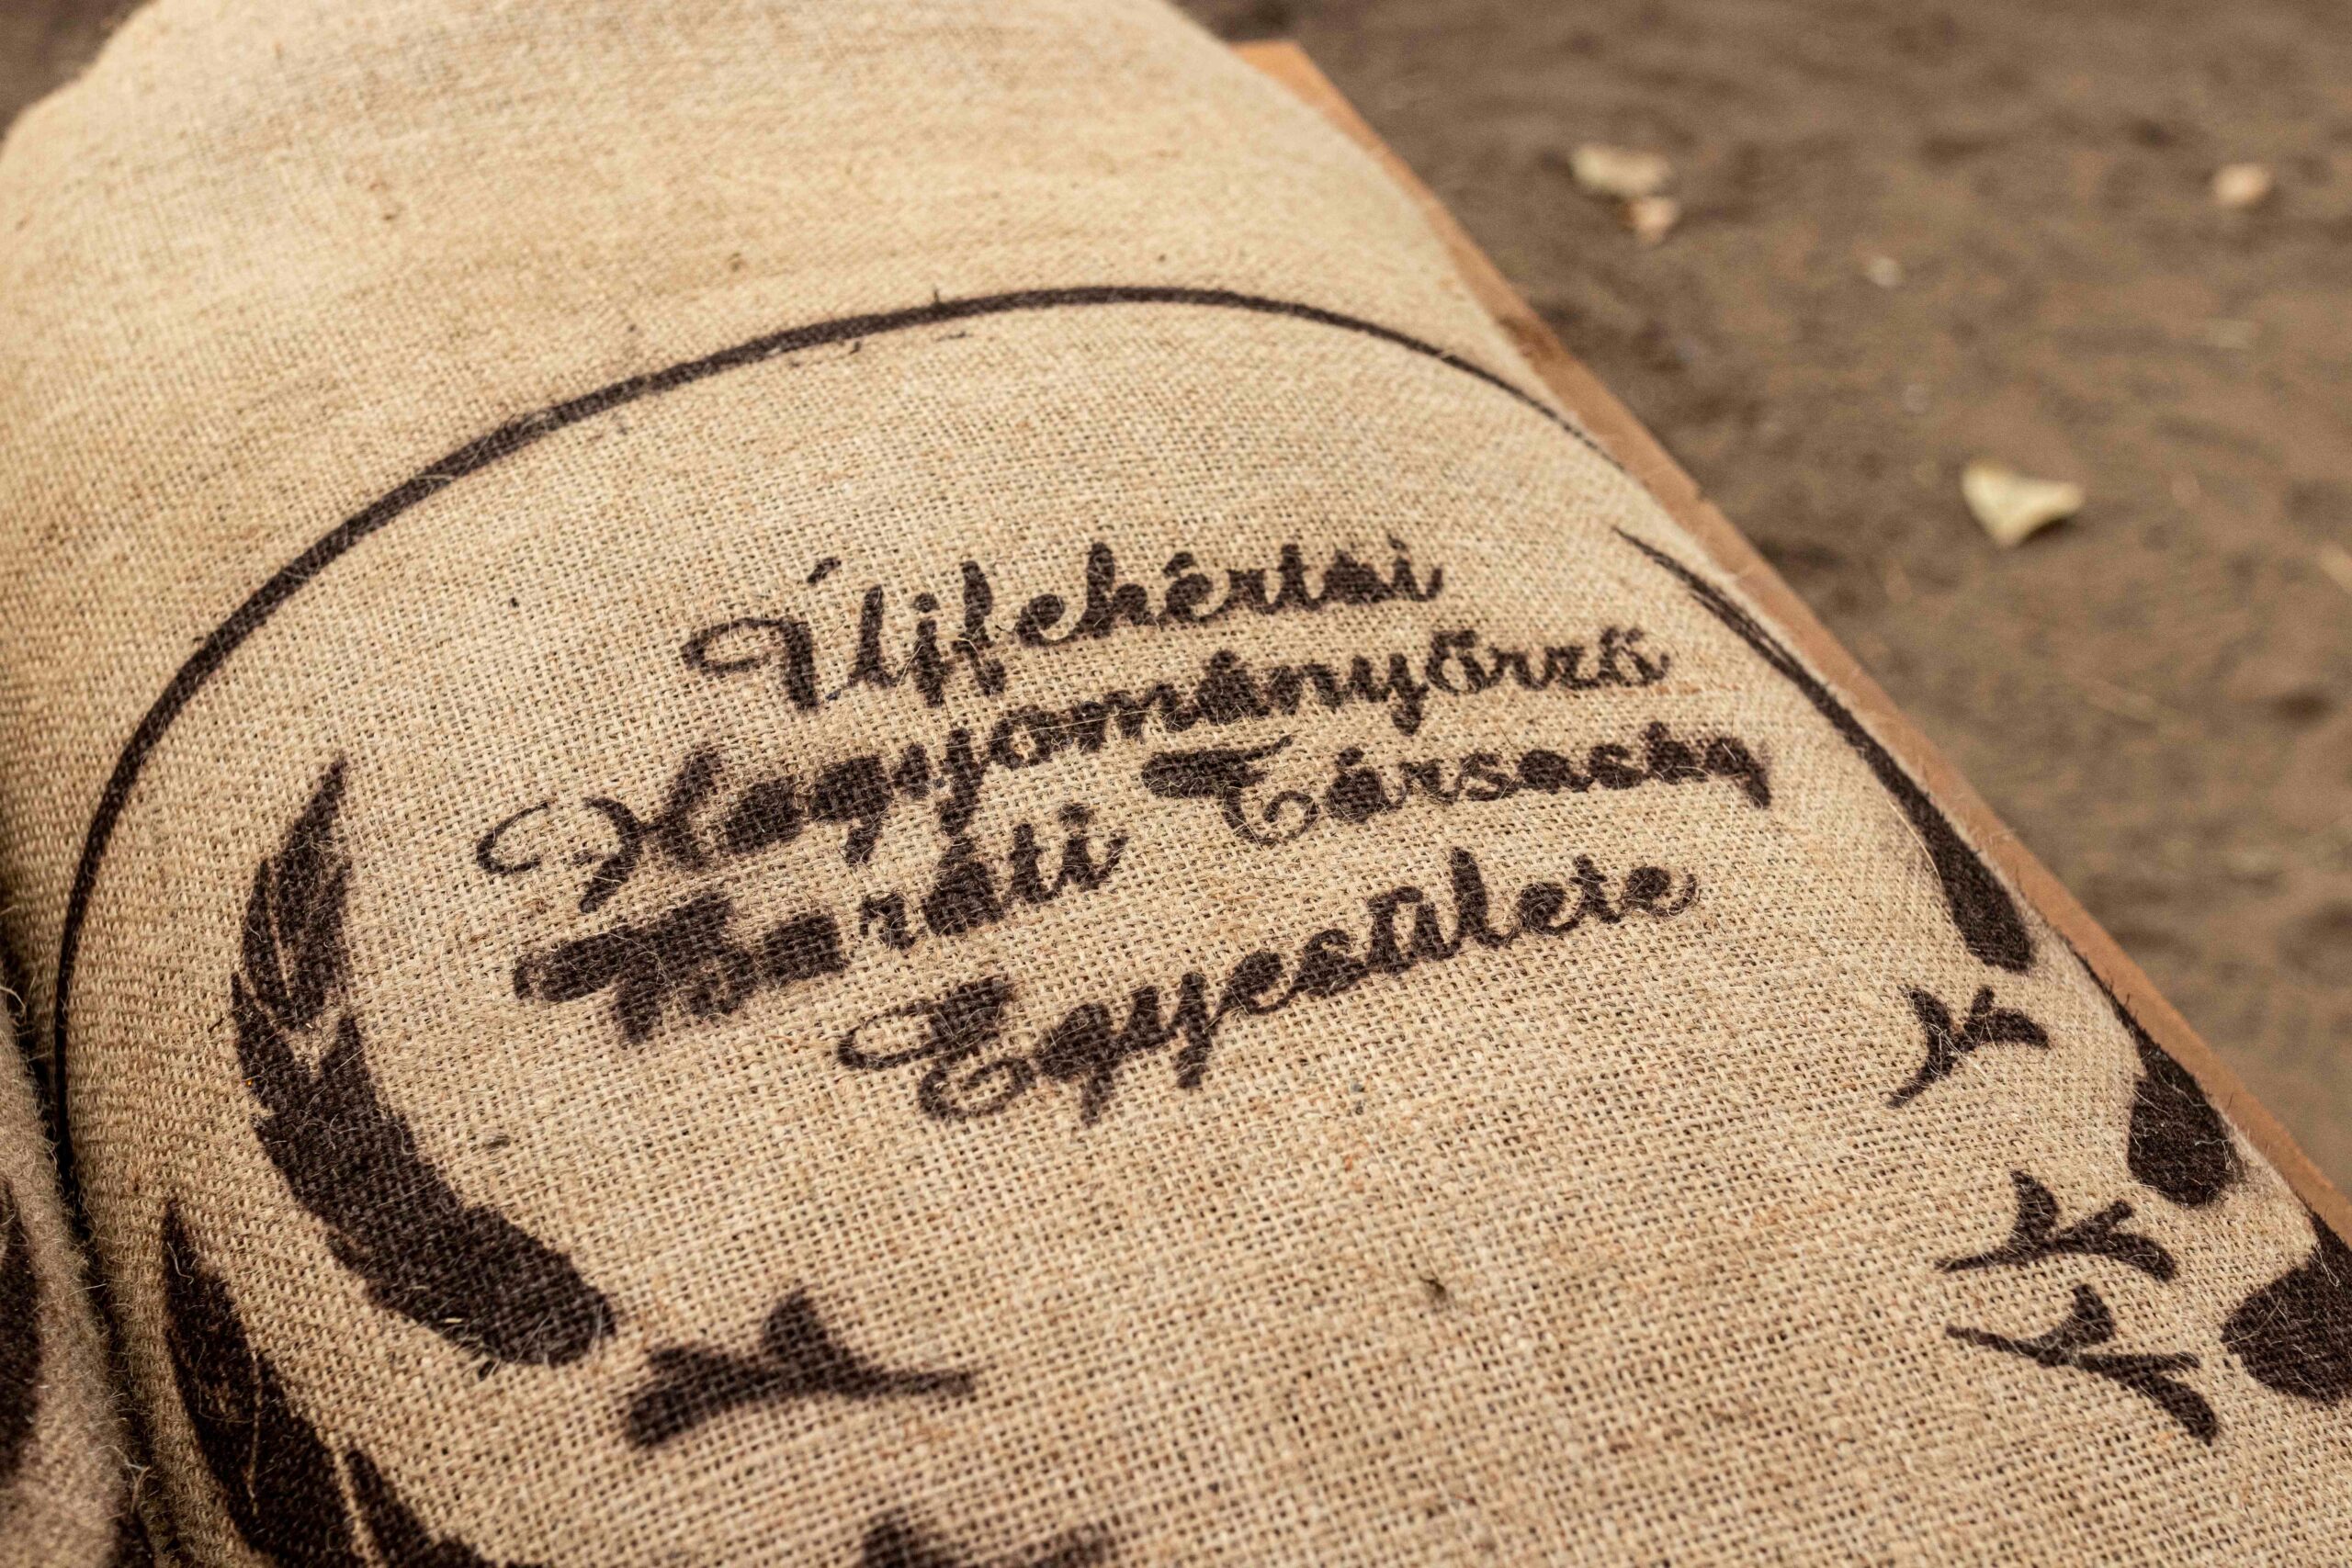 Újfehértói
Hagyományőrző
Baráti Társaság
Egyesülete